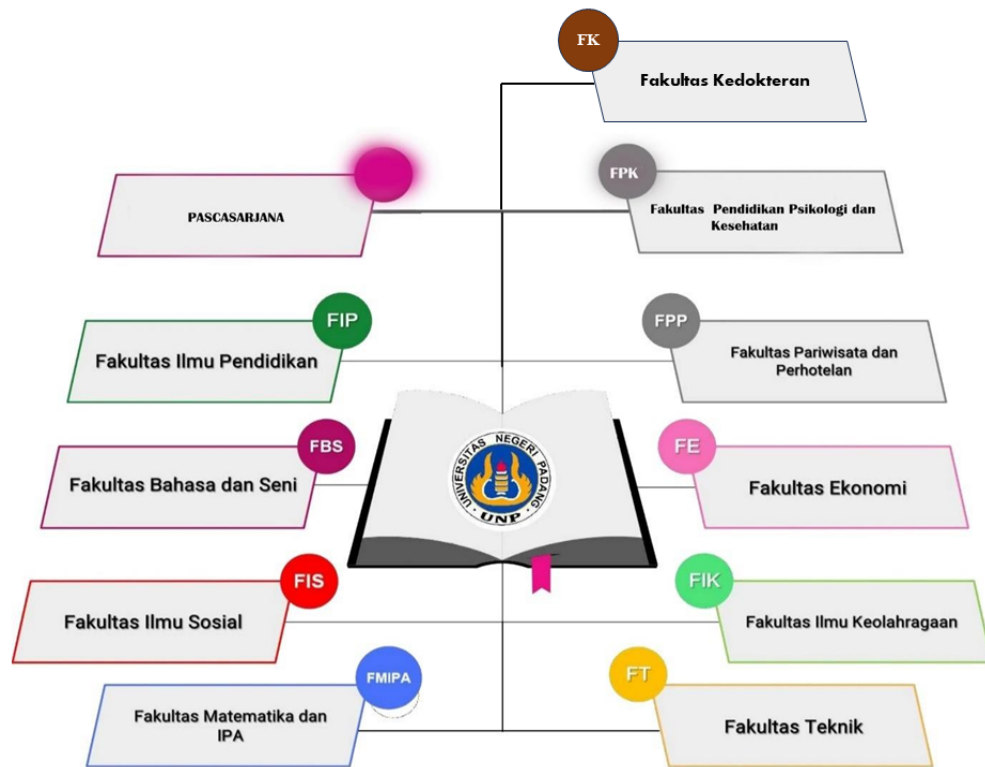 FK
Fakultas Kedokteran
PASCASARJANA
FPK
Fakultas Pendidikan Psikologi dan
Kesehatan
FIP
Fakultas Ilmu Pendidikan
FPP
Fakultas Pariwisata dan
Perhotelan
FBS
Fakultas Bahasa dan Seni
UNIVERSITAS NEGERI PADANG
UNP
FE
Fakultas Ekonomi
FIS
Fakultas Ilmu Sosial
FIK
Fakultas Ilmu Keolahragaan
FMIPA
Fakultas Matematika dan
IPA
FT
Fakultas Teknik